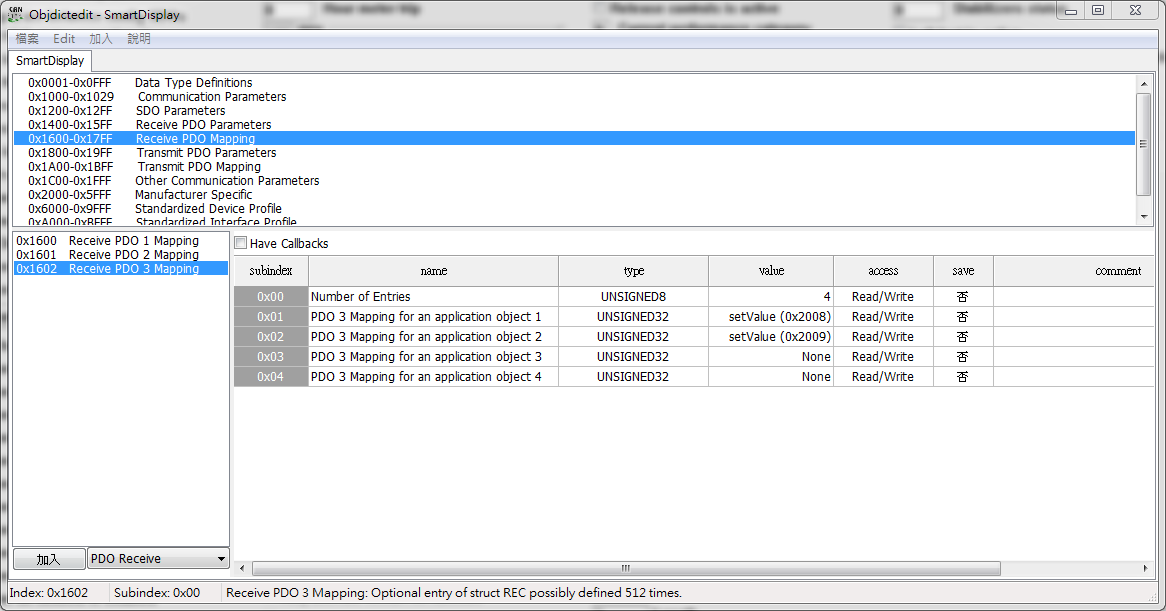 Objdictedit - SmartDisplay
檔案 Edit 加入 說明
SmartDisplay
0x0001-0x0FFF Data Type Definitions
0x1000-0x1029 Communication Parameters
0x1200-0x12FF SDO Parameters
0x1400-0x15FF Receive PDO Parameters
0x1600-0x17FF Receive PDO Mapping
0x1800-0x19FF Transmit PDO Parameters
0x1A00-0x1BFF Transmit PDO Mapping
0x1C00-0x1FFF Other Communication Parameters
0x2000-0x5FFF Manufacturer Specific
0x6000-0x9FFF Standardized Device Profile
0xA000-0xBFFF Standardized Interface Profile
0x1600 Receive PDO 1 Mapping
0x1601 Receive PDO 2 Mapping
0x1602 Receive PDO 3 Mapping
加入 PDO Receive
Have Callbacks
subindex name type value access save comment
0x00 Number of Entries UNSIGNED8 4 Read/Write 否
0x01 PDO 3 Mapping for an application object 1 UNSIGNED32 setValue (0x2008) Read/Write 否
0x02 PDO 3 Mapping for an application object 2 UNSIGNED32 setValue (0x2009) Read/Write 否
0x03 PDO 3 Mapping for an application object 3 UNSIGNED32 None Read/Write 否
0x04 PDO 3 Mapping for an application object 4 UNSIGNED32 None Read/Write 否
Index: 0x1602 Subindex: 0x00 Receive PDO 3 Mapping: Optional entry of struct REC possibly defined 512 times.